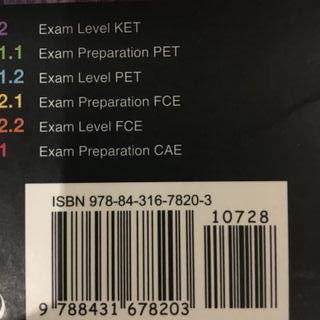 2 Exam Level KET
1.1 Exam Preparation PET
1.2 Exam Level PET
2.1 Exam Preparation FCE
2.2 Exam Level FCE
1 Exam Preparation CAE
ISBN 978-84-316-7820-3
10728
9 788431 678203